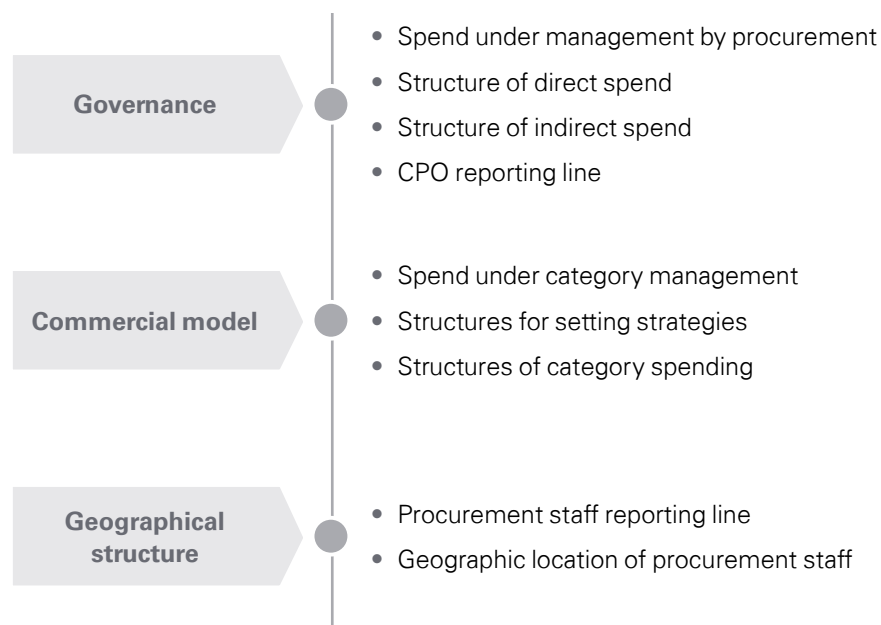 Governance
• Spend under management by procurement
• Structure of direct spend
• Structure of indirect spend
• CPO reporting line
Commercial model
• Spend under category management
• Structures for setting strategies
• Structures of category spending
Geographical
structure
• Procurement staff reporting line
• Geographic location of procurement staff